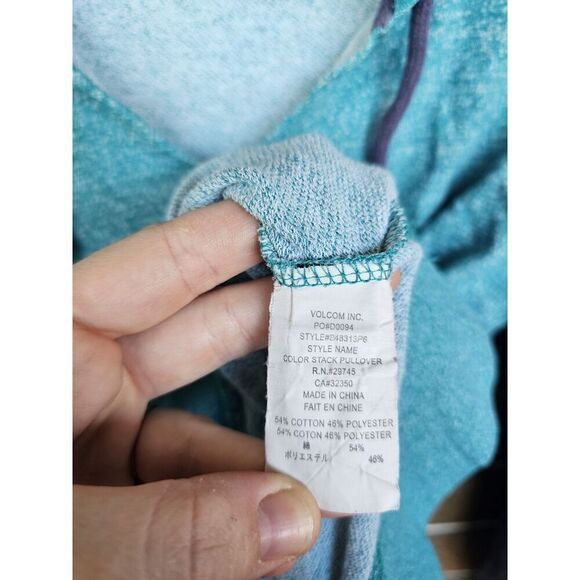 VOLCOM INC.
PO#D0094
STYLE#B48313P6
STYLE NAME
COLOR STACK PULLOVER
R.N.#29745
CA#32350
MADE IN CHINA
FAIT EN CHINE
54% COTTON 46% POLYESTER
54% COTON 46% POLYESTER
綿 54%
ポリエステル 46%